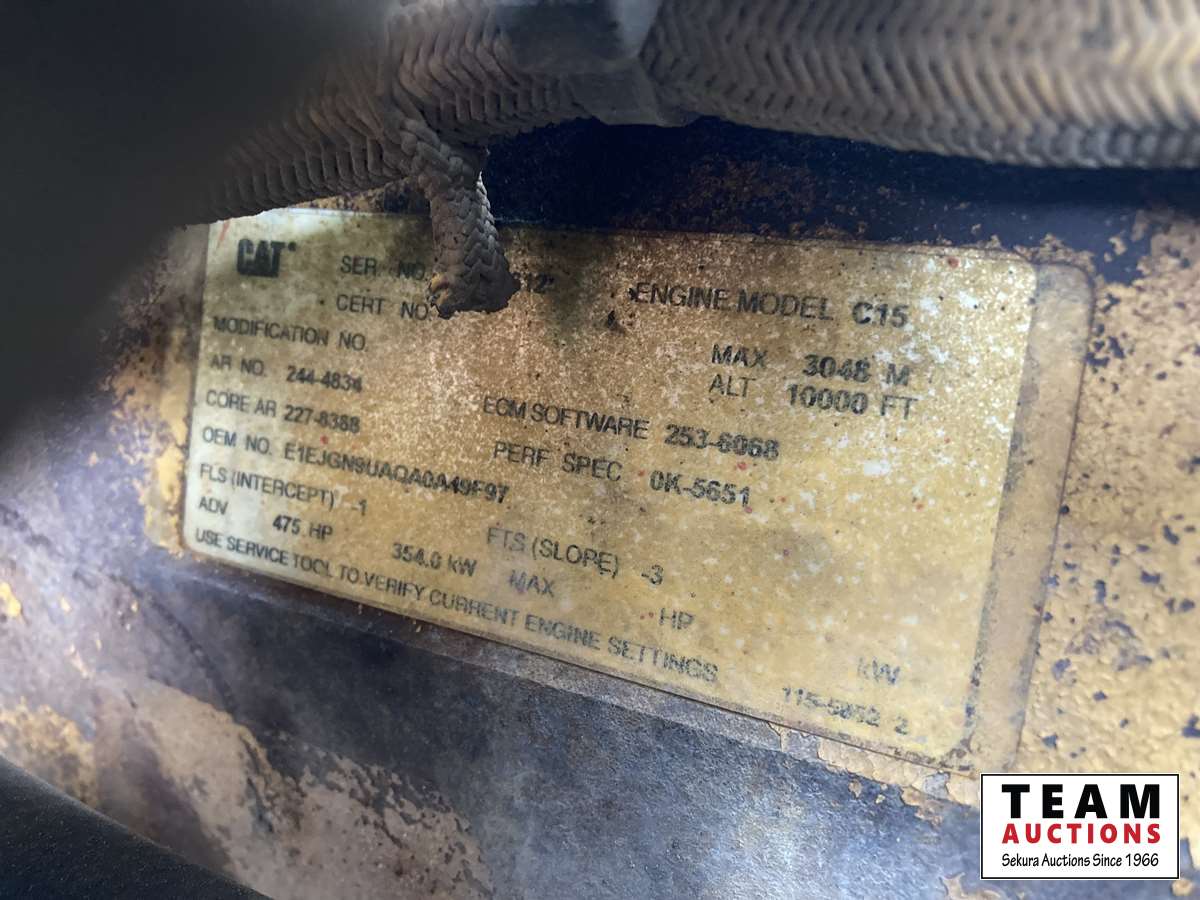 CAT
SER. NO. 12
ENGINE MODEL C15
CERT NO.
MODIFICATION NO.
MAX 3048 M
ALT 10000 FT
AR NO. 244-4834
CORE AR 227-8388
ECM SOFTWARE 253-6068
OEM NO. E1EJGN9UAQA0A49F97
PERF SPEC 0K-5651
FLS (INTERCEPT) -1
FTS (SLOPE) -3
ADV 475 HP 354.0 kW MAX HP kW
USE SERVICE TOOL TO VERIFY CURRENT ENGINE SETTINGS
2
TEAM
AUCTIONS
Sekura Auctions Since 1966